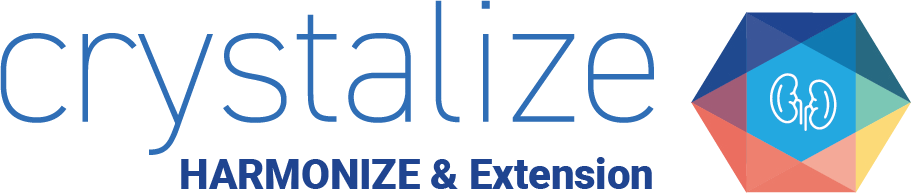 crystalize
HARMONIZE & Extension